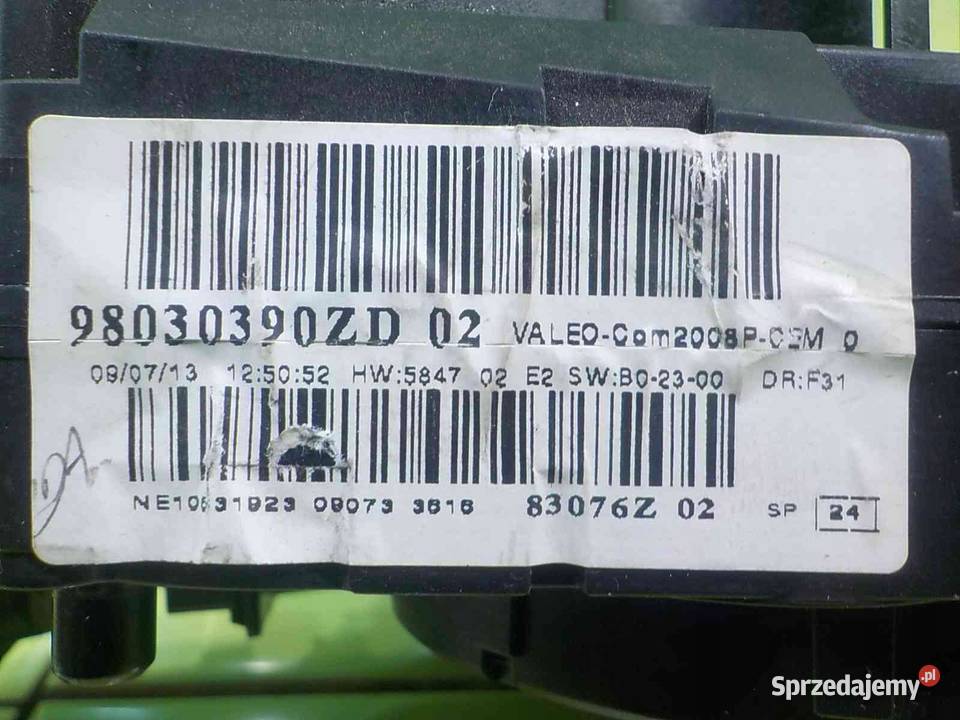 98030390ZD 02 VALEO-Com2008P-CSM 0
09/07/13 12:50:52 HW:5847 02 E2 SW:B0-23-00 DR:F31
NE10631923 09073 3616 83076Z 02 SP 24
Sprzedajemy.pl